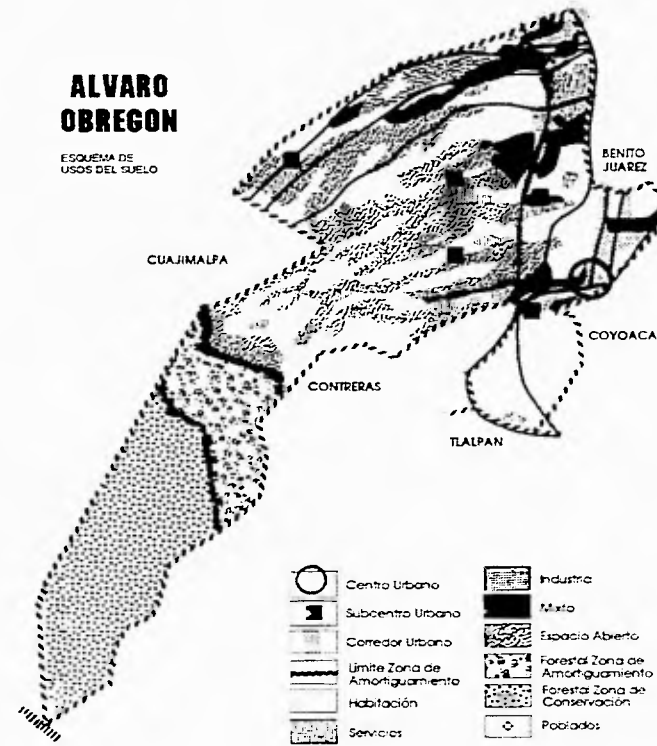 ALVARO
OBREGON
ESQUEMA DE
USOS DEL SUELO
BENITO
JUAREZ
CUAJIMALPA
COYOACA
CONTRERAS
TLALPAN
Centro Urbano
Subcentro Urbano
Corredor Urbano
Límite Zona de
Amortiguamiento
Habitación
Servicios
Industria
Mixto
Espacio Abierto
Forestal Zona de
Amortiguamiento
Forestal Zona de
Conservación
Poblados